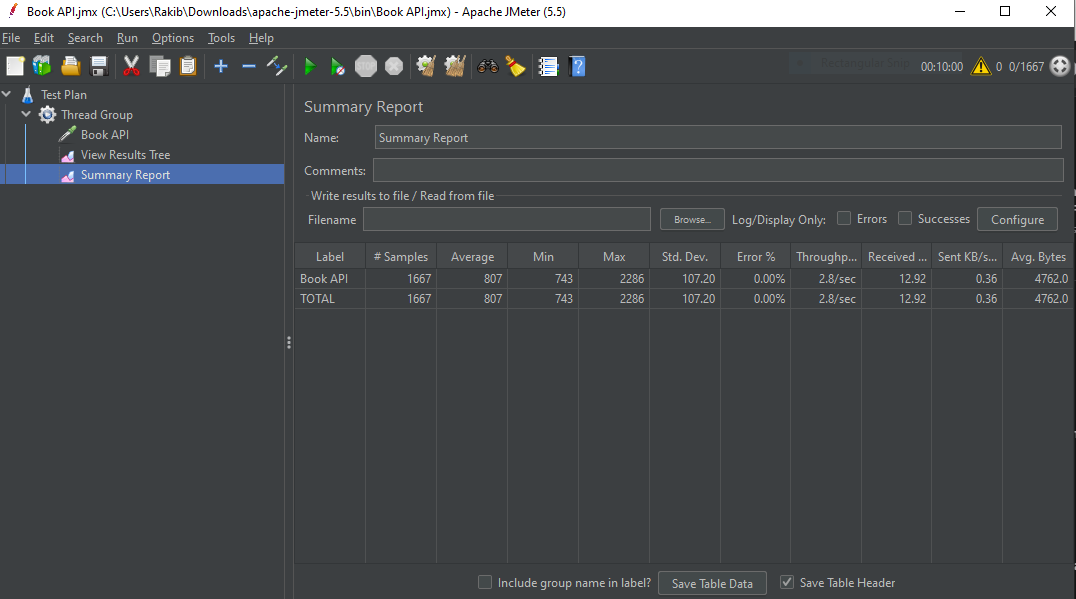 Book API.jmx (C:\Users\Rakib\Downloads\apache-jmeter-5.5\bin\Book API.jmx) - Apache JMeter (5.5)
File Edit Search Run Options Tools Help
STOP 00:10:00 0 0/1667
Test Plan
Thread Group
Book API
View Results Tree
Summary Report
Summary Report
Name: Summary Report
Comments:
Write results to file / Read from file
Filename Browse... Log/Display Only: Errors Successes Configure
Label # Samples Average Min Max Std. Dev. Error % Throughp... Received ... Sent KB/s... Avg. Bytes
Book API 1667 807 743 2286 107.20 0.00% 2.8/sec 12.92 0.36 4762.0
TOTAL 1667 807 743 2286 107.20 0.00% 2.8/sec 12.92 0.36 4762.0
Include group name in label? Save Table Data Save Table Header